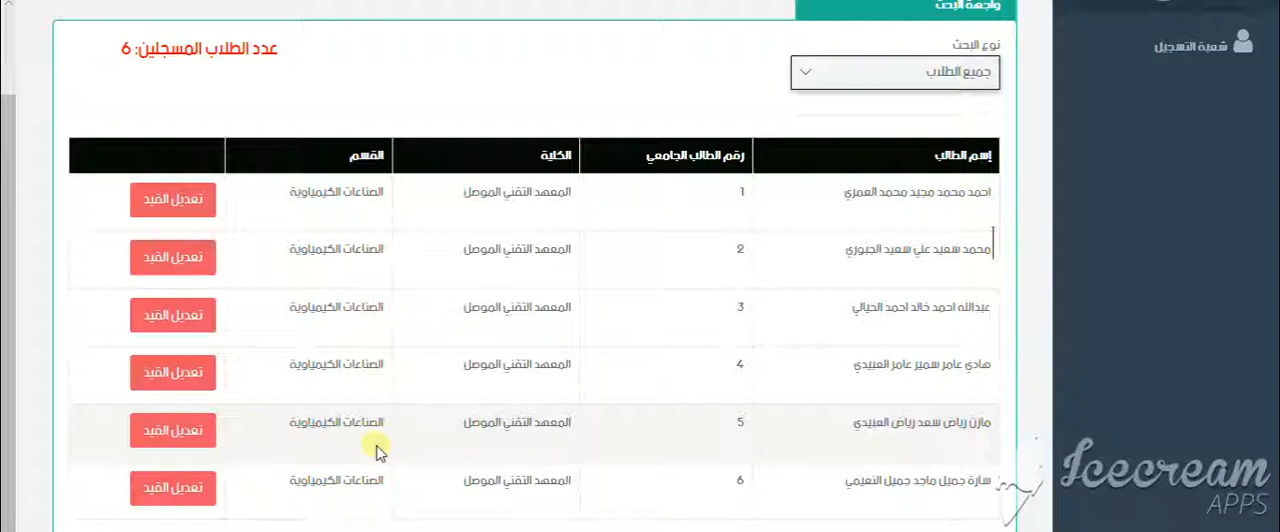 واجهة البحث
شعبة التسجيل
نوع البحث
عدد الطلاب المسجلين: 6
جميع الطلاب
إسم الطالب رقم الطالب الجامعي الكلية القسم
احمد محمد مجيد محمد العمري 1 المعهد التقني الموصل الصناعات الكيمياوية تعديل القيد
محمد سعيد علي سعيد الجبوري 2 المعهد التقني الموصل الصناعات الكيمياوية تعديل القيد
عبدالله احمد خالد احمد الحيالي 3 المعهد التقني الموصل الصناعات الكيمياوية تعديل القيد
هادي عامر سمير عامر العبيدي 4 المعهد التقني الموصل الصناعات الكيمياوية تعديل القيد
مازن رياض سعد رياض العبيدي 5 المعهد التقني الموصل الصناعات الكيمياوية تعديل القيد
سارة جميل ماجد جميل النعيمي 6 المعهد التقني الموصل الصناعات الكيمياوية تعديل القيد
Icecream
APPS